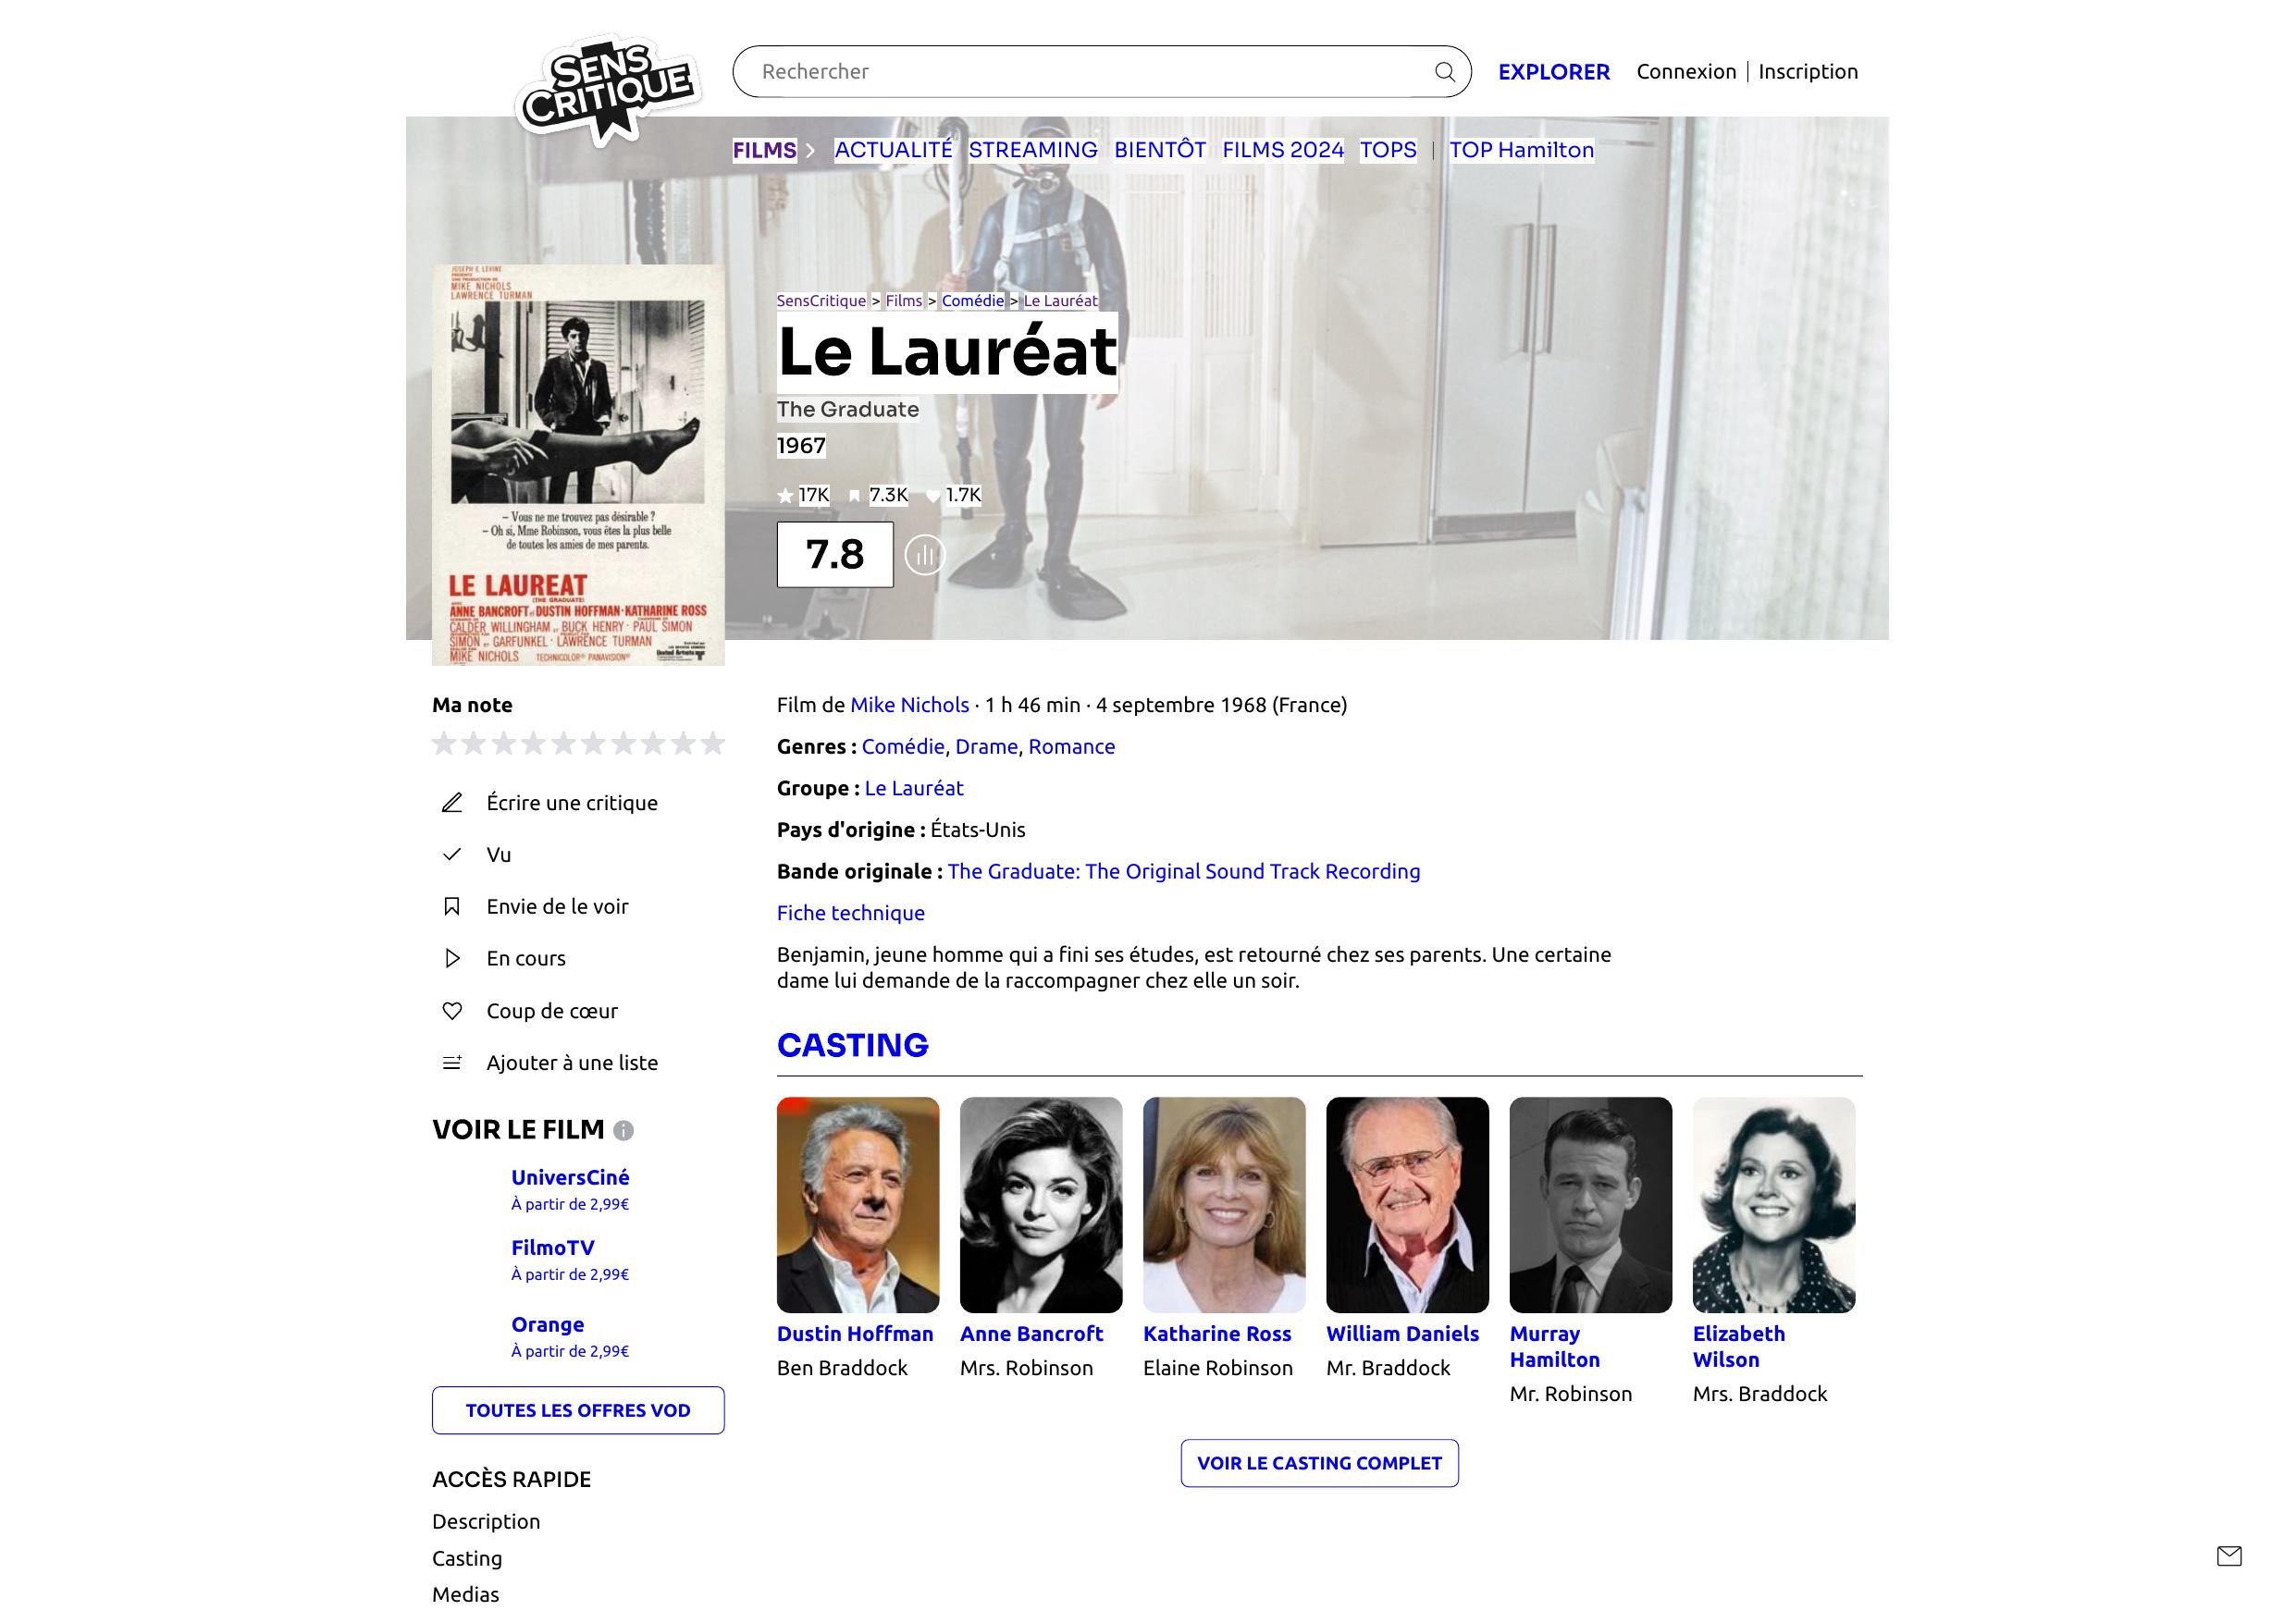 SENS
CRITIQUE
Rechercher
EXPLORER
Connexion | Inscription
FILMS
ACTUALITÉ STREAMING BIENTÔT FILMS 2024 TOPS | TOP Hamilton
SensCritique > Films > Comédie > Le Lauréat
Le Lauréat
The Graduate
1967
17K 7.3K 1.7K
7.8
JOSEPH E. LEVINE
PRESENTE
UNE PRODUCTION DE
MIKE NICHOLS
LAWRENCE TURMAN
– Vous ne me trouvez pas désirable ?
– Oh si, Mme Robinson, vous êtes la plus belle
de toutes les amies de mes parents.
LE LAUREAT
(THE GRADUATE)
ANNE BANCROFT et DUSTIN HOFFMAN · KATHARINE ROSS
CALDER WILLINGHAM et BUCK HENRY · PAUL SIMON
SIMON et GARFUNKEL · LAWRENCE TURMAN
MIKE NICHOLS TECHNICOLOR® PANAVISION® United Artists
Ma note
Écrire une critique
Vu
Envie de le voir
En cours
Coup de cœur
Ajouter à une liste
VOIR LE FILM
UniversCiné
À partir de 2,99€
FilmoTV
À partir de 2,99€
Orange
À partir de 2,99€
TOUTES LES OFFRES VOD
ACCÈS RAPIDE
Description
Casting
Medias
Film de Mike Nichols · 1 h 46 min · 4 septembre 1968 (France)
Genres : Comédie, Drame, Romance
Groupe : Le Lauréat
Pays d'origine : États-Unis
Bande originale : The Graduate: The Original Sound Track Recording
Fiche technique
Benjamin, jeune homme qui a fini ses études, est retourné chez ses parents. Une certaine
dame lui demande de la raccompagner chez elle un soir.
CASTING
Dustin Hoffman
Ben Braddock
Anne Bancroft
Mrs. Robinson
Katharine Ross
Elaine Robinson
William Daniels
Mr. Braddock
Murray
Hamilton
Mr. Robinson
Elizabeth
Wilson
Mrs. Braddock
VOIR LE CASTING COMPLET